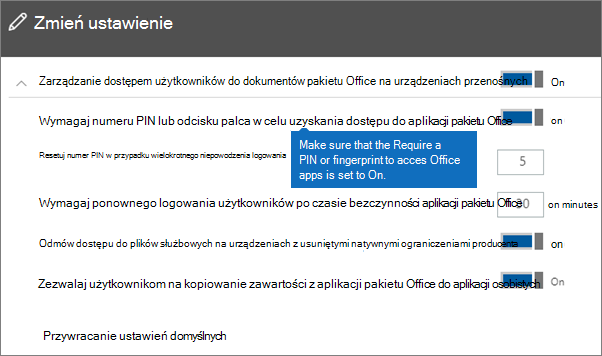 Zmień ustawienie
Zarządzanie dostępem użytkowników do dokumentów pakietu Office na urządzeniach przenośnych On
Wymagaj numeru PIN lub odcisku palca w celu uzyskania dostępu do aplikacji pakietu Office on
Make sure that the Require a
PIN or fingerprint to acces Office
apps is set to On.
Resetuj numer PIN w przypadku wielokrotnego niepowodzenia logowania 5
Wymagaj ponownego logowania użytkowników po czasie bezczynności aplikacji pakietu Office 30 on minutes
Odmów dostępu do plików służbowych na urządzeniach z usuniętymi natywnymi ograniczeniami producenta on
Zezwalaj użytkownikom na kopiowanie zawartości z aplikacji pakietu Office do aplikacji osobistych On
Przywracanie ustawień domyślnych